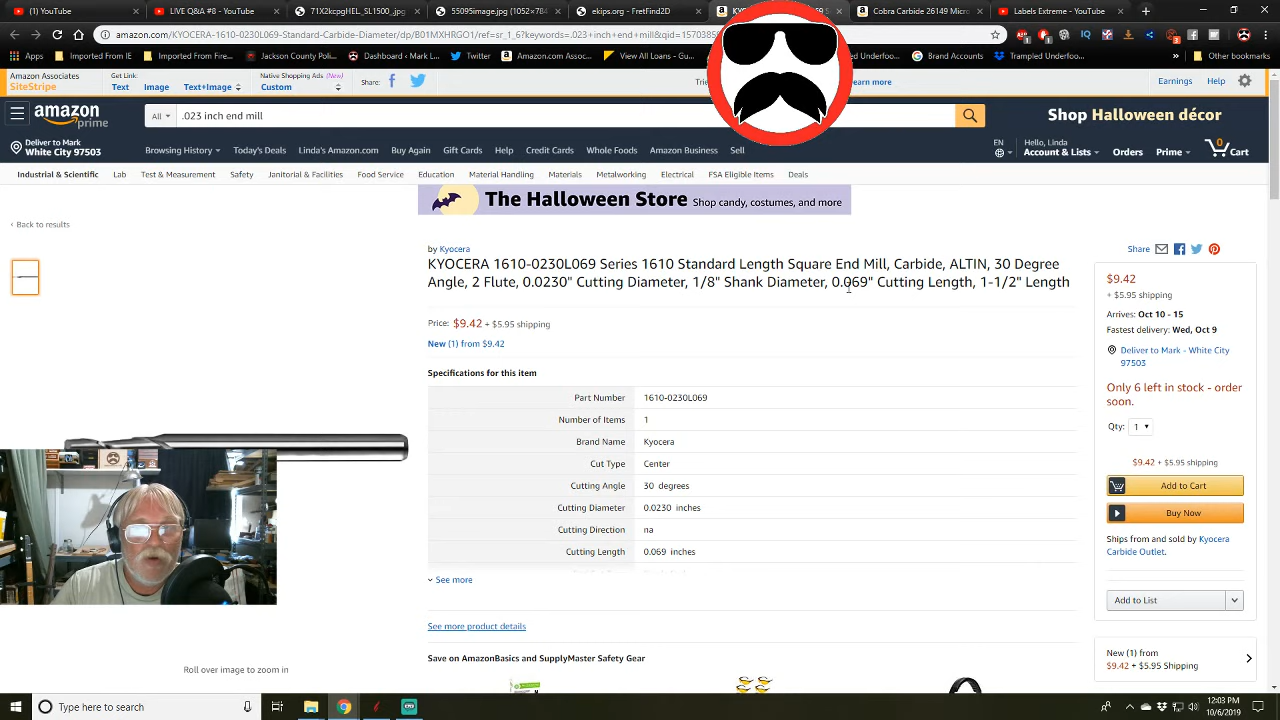 (1) YouTube
LIVE Q&A #8 - YouTube
71X2kcpgHEL_SL1500_.jpg
55095image.jpg (1052×784
ekips.org - FretFind2D
Cobra Carbide 26149 Micro
Labels Extreme - YouTube
amazon.com/KYOCERA-1610-0230L069-Standard-Carbide-Diameter/dp/B01MXHRGO1/ref=sr_1_6?keywords=.023+inch+end+mill&qid=15703
Apps
Imported From IE
Imported From Fire...
Jackson County Poli...
Dashboard - Mark L...
Twitter
Amazon.com=...
View All Loans - Gu...
Brand Accounts
Trampled Underfoo...
Other bookmarks
Amazon Associates
SiteStripe
Get Link:
Text Image Text+Image
Native Shopping Ads (New)
Custom
Share:
earn more
Earnings Help
amazon prime
All .023 inch end mill
Shop Halloween décor
Deliver to Mark
White City 97503
Browsing History Today's Deals Linda's Amazon.com Buy Again Gift Cards Help Credit Cards Whole Foods Amazon Business Sell
EN
Hello, Linda
Account & Lists Orders Prime 0 Cart
Industrial & Scientific Lab Test & Measurement Safety Janitorial & Facilities Food Service Education Material Handling Materials Metalworking Electrical FSA Eligible Items Deals
The Halloween Store Shop candy, costumes, and more
‹ Back to results
by Kyocera
KYOCERA 1610-0230L069 Series 1610 Standard Length Square End Mill, Carbide, ALTIN, 30 Degree
Angle, 2 Flute, 0.0230" Cutting Diameter, 1/8" Shank Diameter, 0.069" Cutting Length, 1-1/2" Length
Price: $9.42 + $5.95 shipping
New (1) from $9.42
Specifications for this item
Part Number 1610-0230L069
Number of Items 1
Brand Name Kyocera
Cut Type Center
Cutting Angle 30 degrees
Cutting Diameter 0.0230 inches
Cutting Direction na
Cutting Length 0.069 inches
See more
See more product details
Save on AmazonBasics and SupplyMaster Safety Gear
Roll over image to zoom in
Share
$9.42
+ $5.95 shipping
Arrives: Oct 10 - 15
Fastest delivery: Wed, Oct 9
Deliver to Mark - White City
97503
Only 6 left in stock - order
soon.
Qty: 1
$9.42 + $5.95 shipping
Add to Cart
Buy Now
Ships from and sold by Kyocera
Carbide Outlet.
Add to List
New (1) from
$9.42 + $5.95 Shipping
Type here to search
12:03 PM
10/6/2019